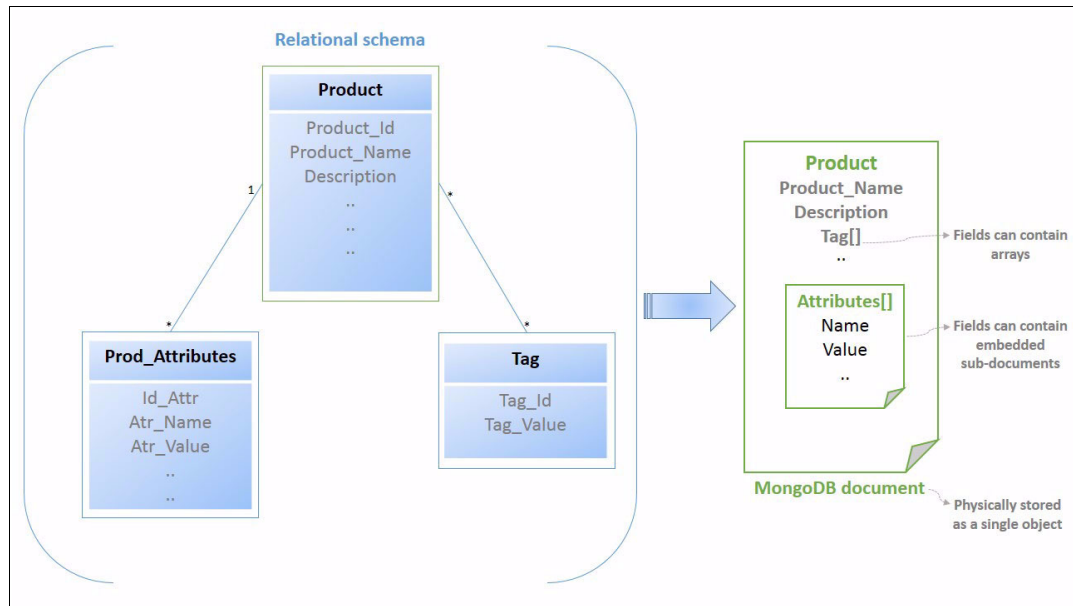 Relational schema
Product
Product_Id
Product_Name
Description
..
..
..
1
*
*
*
Prod_Attributes
Id_Attr
Atr_Name
Atr_Value
..
..
Tag
Tag_Id
Tag_Value
Product
Product_Name
Description
Tag[]
..
Fields can contain
arrays
Attributes[]
Name
Value
..
Fields can contain
embedded
sub-documents
MongoDB document
Physically stored
as a single object